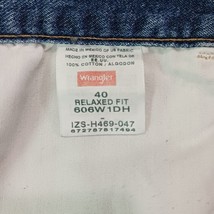 MADE IN MEXICO OF US FABRIC
HECHO EN MEXICO CON TELA DE
EE.UU.
100% COTTON / ALGODON
Wrangler
40
RELAXED FIT
606W1DH
-
IZS-H469-047
672787817494